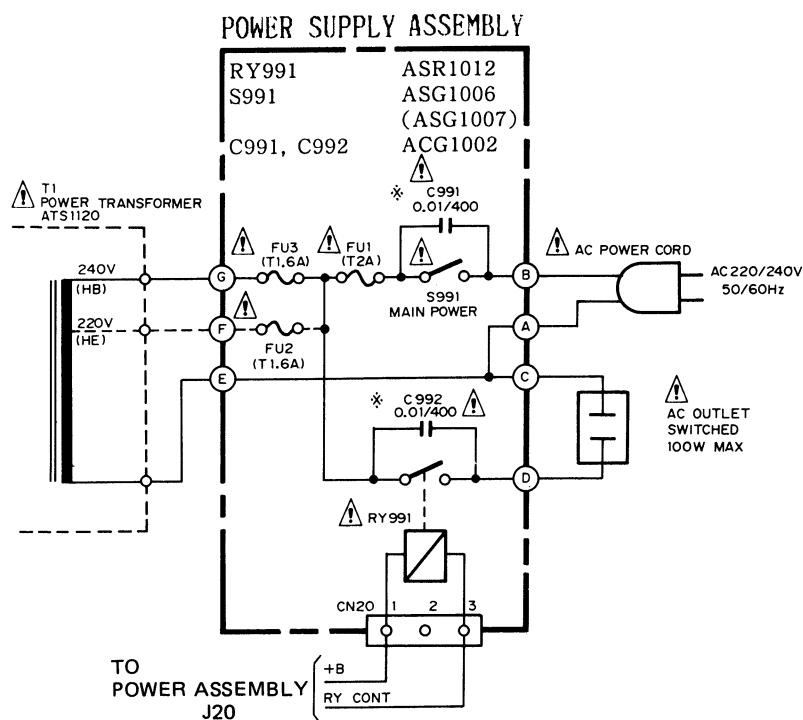 POWER SUPPLY ASSEMBLY
RY991 ASR1012
S991 ASG1006
(ASG1007)
C991, C992 ACG1002
T1
POWER TRANSFORMER
ATS1120
※ C991
0.01/400
240V
(HB)
G
FU3
(T1.6A)
FU1
(T2A)
S991
MAIN POWER
B
AC POWER CORD
AC 220/240V
50/60Hz
220V
(HE)
F
FU2
(T1.6A)
A
E
C
※ C992
0.01/400
AC OUTLET
SWITCHED
100W MAX
D
RY991
CN20 1 2 3
TO
POWER ASSEMBLY
J20
+B
RY CONT